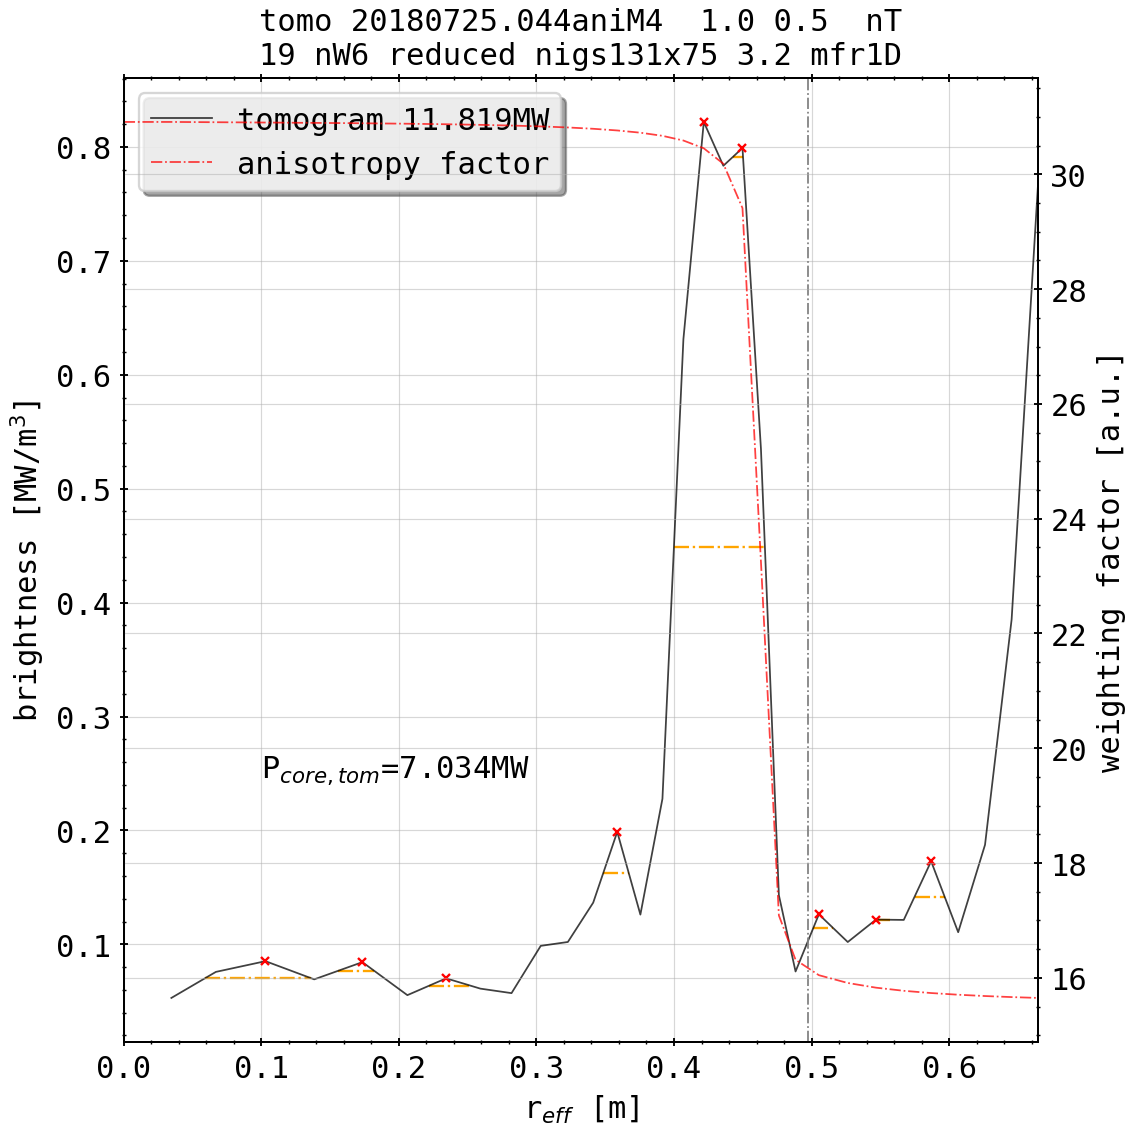 tomo 20180725.044aniM4  1.0 0.5  nT
19 nW6 reduced nigs131x75 3.2 mfr1D
tomogram 11.819MW
anisotropy factor
0.8
0.7
0.6
0.5
0.4
0.3
0.2
0.1
brightness [MW/m³]
P_core,tom=7.034MW
30
28
26
24
22
20
18
16
weighting factor [a.u.]
0.0 0.1 0.2 0.3 0.4 0.5 0.6
r_eff [m]